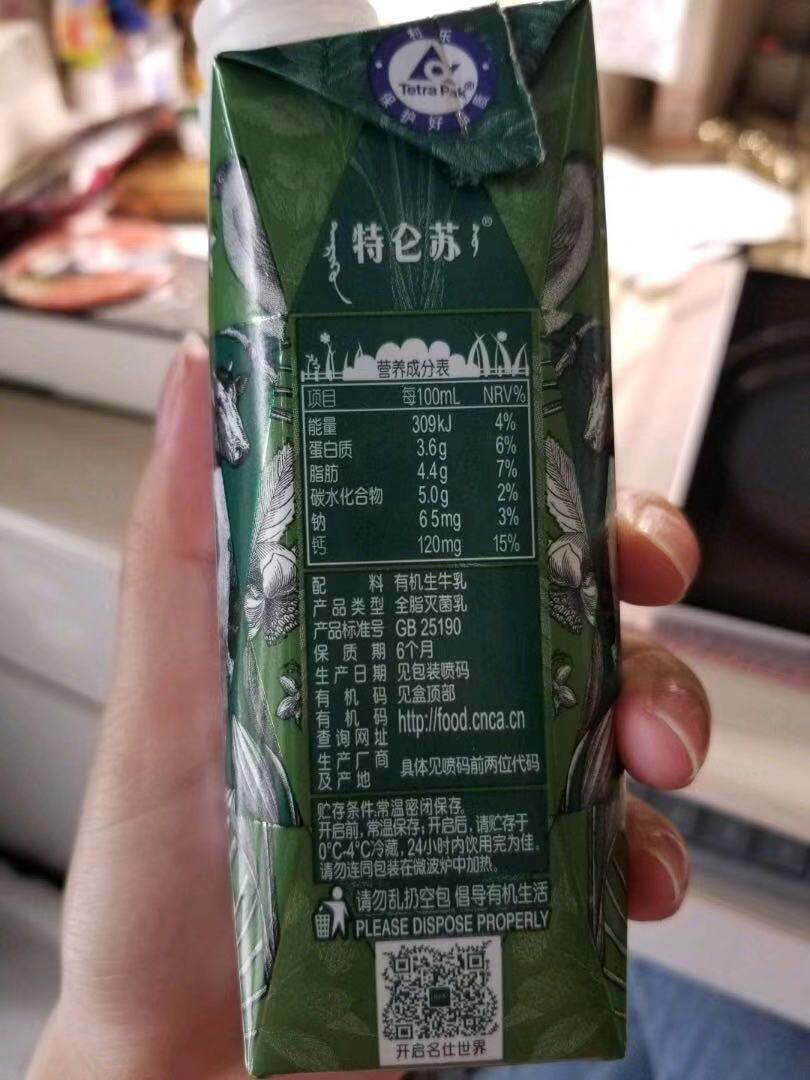 利乐
Tetra Pak®
保护好品质
特仑苏®
营养成分表
项目 每100mL NRV%
能量 309kJ 4%
蛋白质 3.6g 6%
脂肪 4.4g 7%
碳水化合物 5.0g 2%
钠 65mg 3%
钙 120mg 15%
配料 有机生牛乳
产品类型 全脂灭菌乳
产品标准号 GB 25190
保质期 6个月
生产日期 见包装喷码
有机码 见盒顶部
有机码
查询网址 http://food.cnca.cn
生产厂商
及产地 具体见喷码前两位代码
贮存条件:常温密闭保存。
开启前,常温保存;开启后,请贮存于
0°C-4°C冷藏,24小时内饮用完为佳。
请勿连同包装在微波炉中加热。
请勿乱扔空包 倡导有机生活
PLEASE DISPOSE PROPERLY
开启名仕世界